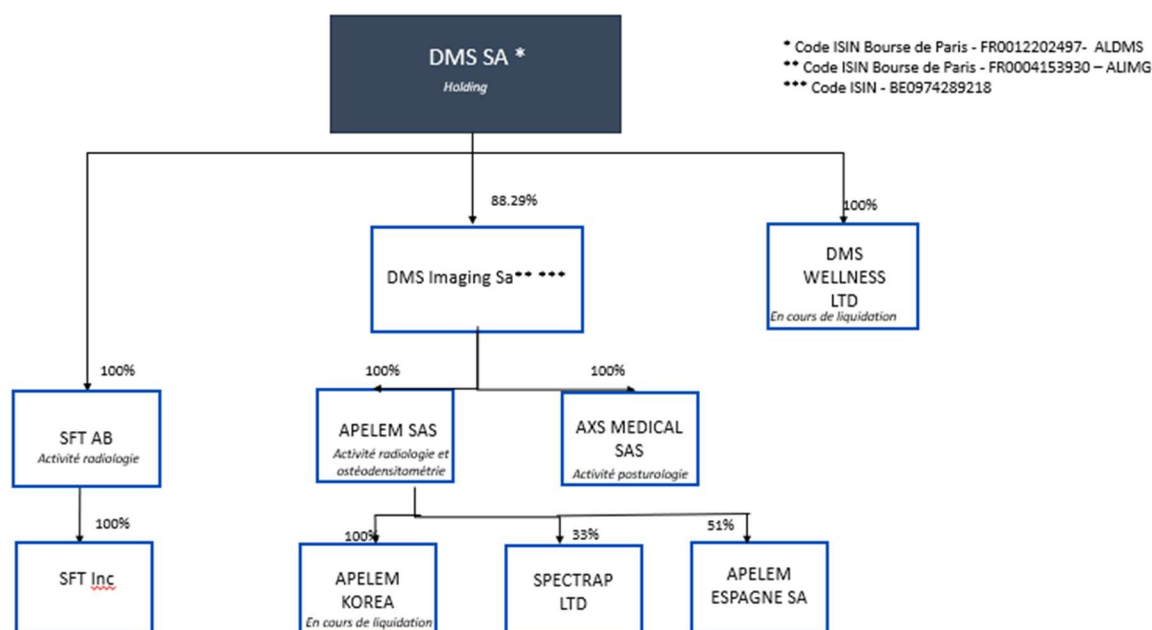 DMS SA *
Holding
* Code ISIN Bourse de Paris - FR0012202497- ALDMS
** Code ISIN Bourse de Paris - FR0004153930 – ALIMG
*** Code ISIN - BE0974289218
88.29%
100%
DMS Imaging Sa** ***
DMS
WELLNESS
LTD
En cours de liquidation
100%
100%
100%
SFT AB
Activité radiologie
APELEM SAS
Activité radiologie et
ostéodensitométrie
AXS MEDICAL
SAS
Activité posturologie
100%
100%
33%
51%
SFT Inc
APELEM
KOREA
En cours de liquidation
SPECTRAP
LTD
APELEM
ESPAGNE SA